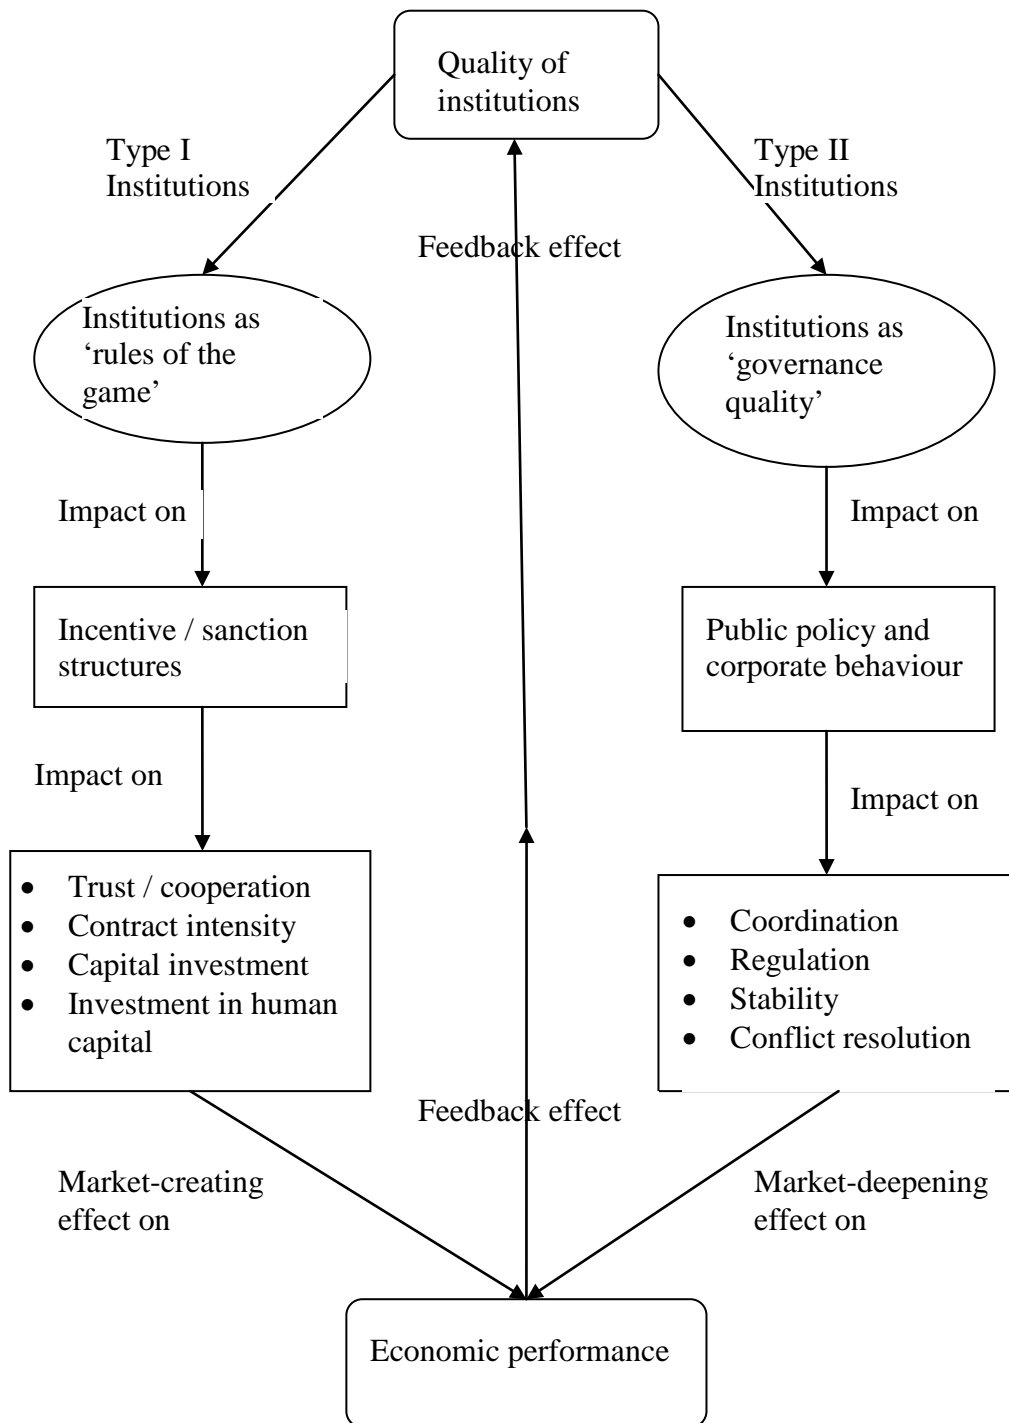 Quality of
institutions
Type I
Institutions
Type II
Institutions
Feedback effect
Institutions as
‘rules of the
game’
Institutions as
‘governance
quality’
Impact on
Impact on
Incentive / sanction
structures
Public policy and
corporate behaviour
Impact on
Impact on
• Trust / cooperation
• Contract intensity
• Capital investment
• Investment in human
capital
• Coordination
• Regulation
• Stability
• Conflict resolution
Feedback effect
Market-creating
effect on
Market-deepening
effect on
Economic performance